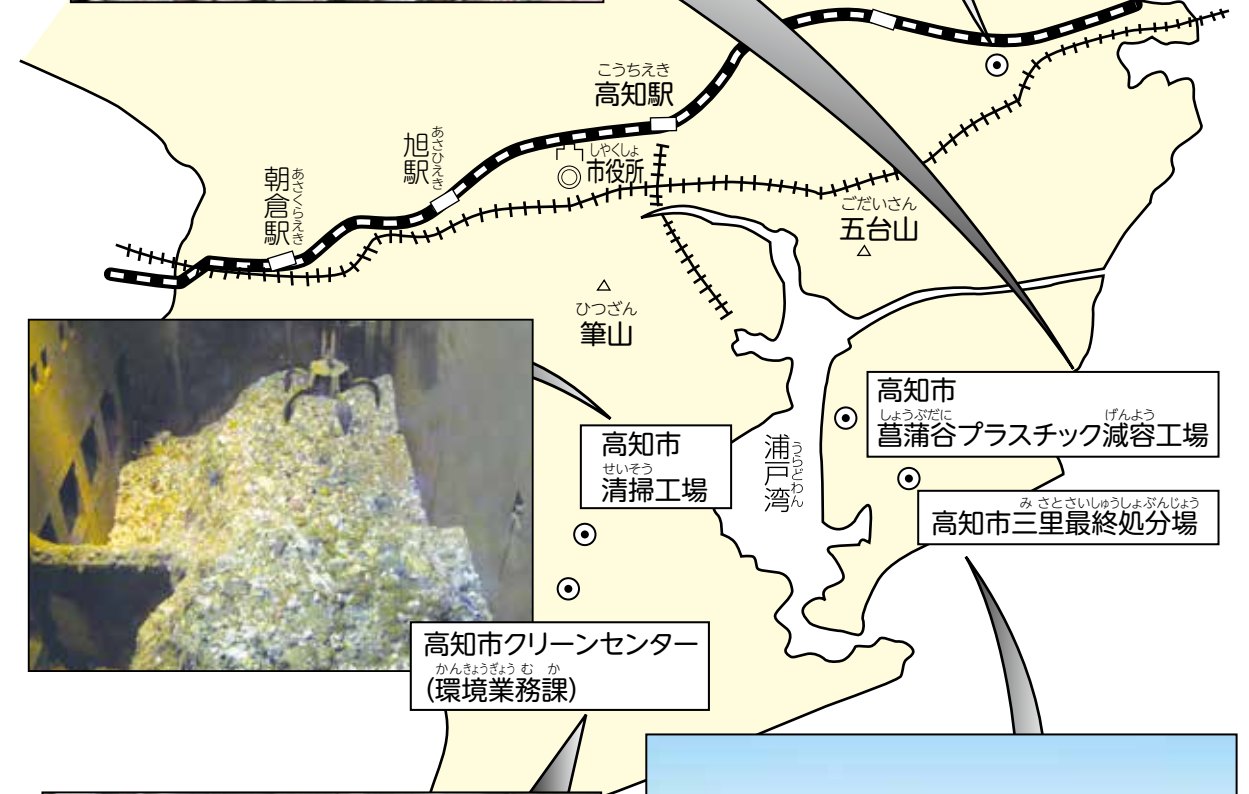 こうちえき
高知駅
あさひえき
旭駅
しやくしょ
市役所
あさくらえき
朝倉駅
ごだいさん
五台山
ひつざん
筆山
高知市
しょうぶだに げんよう
菖蒲谷プラスチック減容工場
高知市
せいそう
清掃工場
うらどわん
浦戸湾
みさとさいしゅうしょぶんじょう
高知市三里最終処分場
高知市クリーンセンター
かんきょうぎょうむか
(環境業務課)